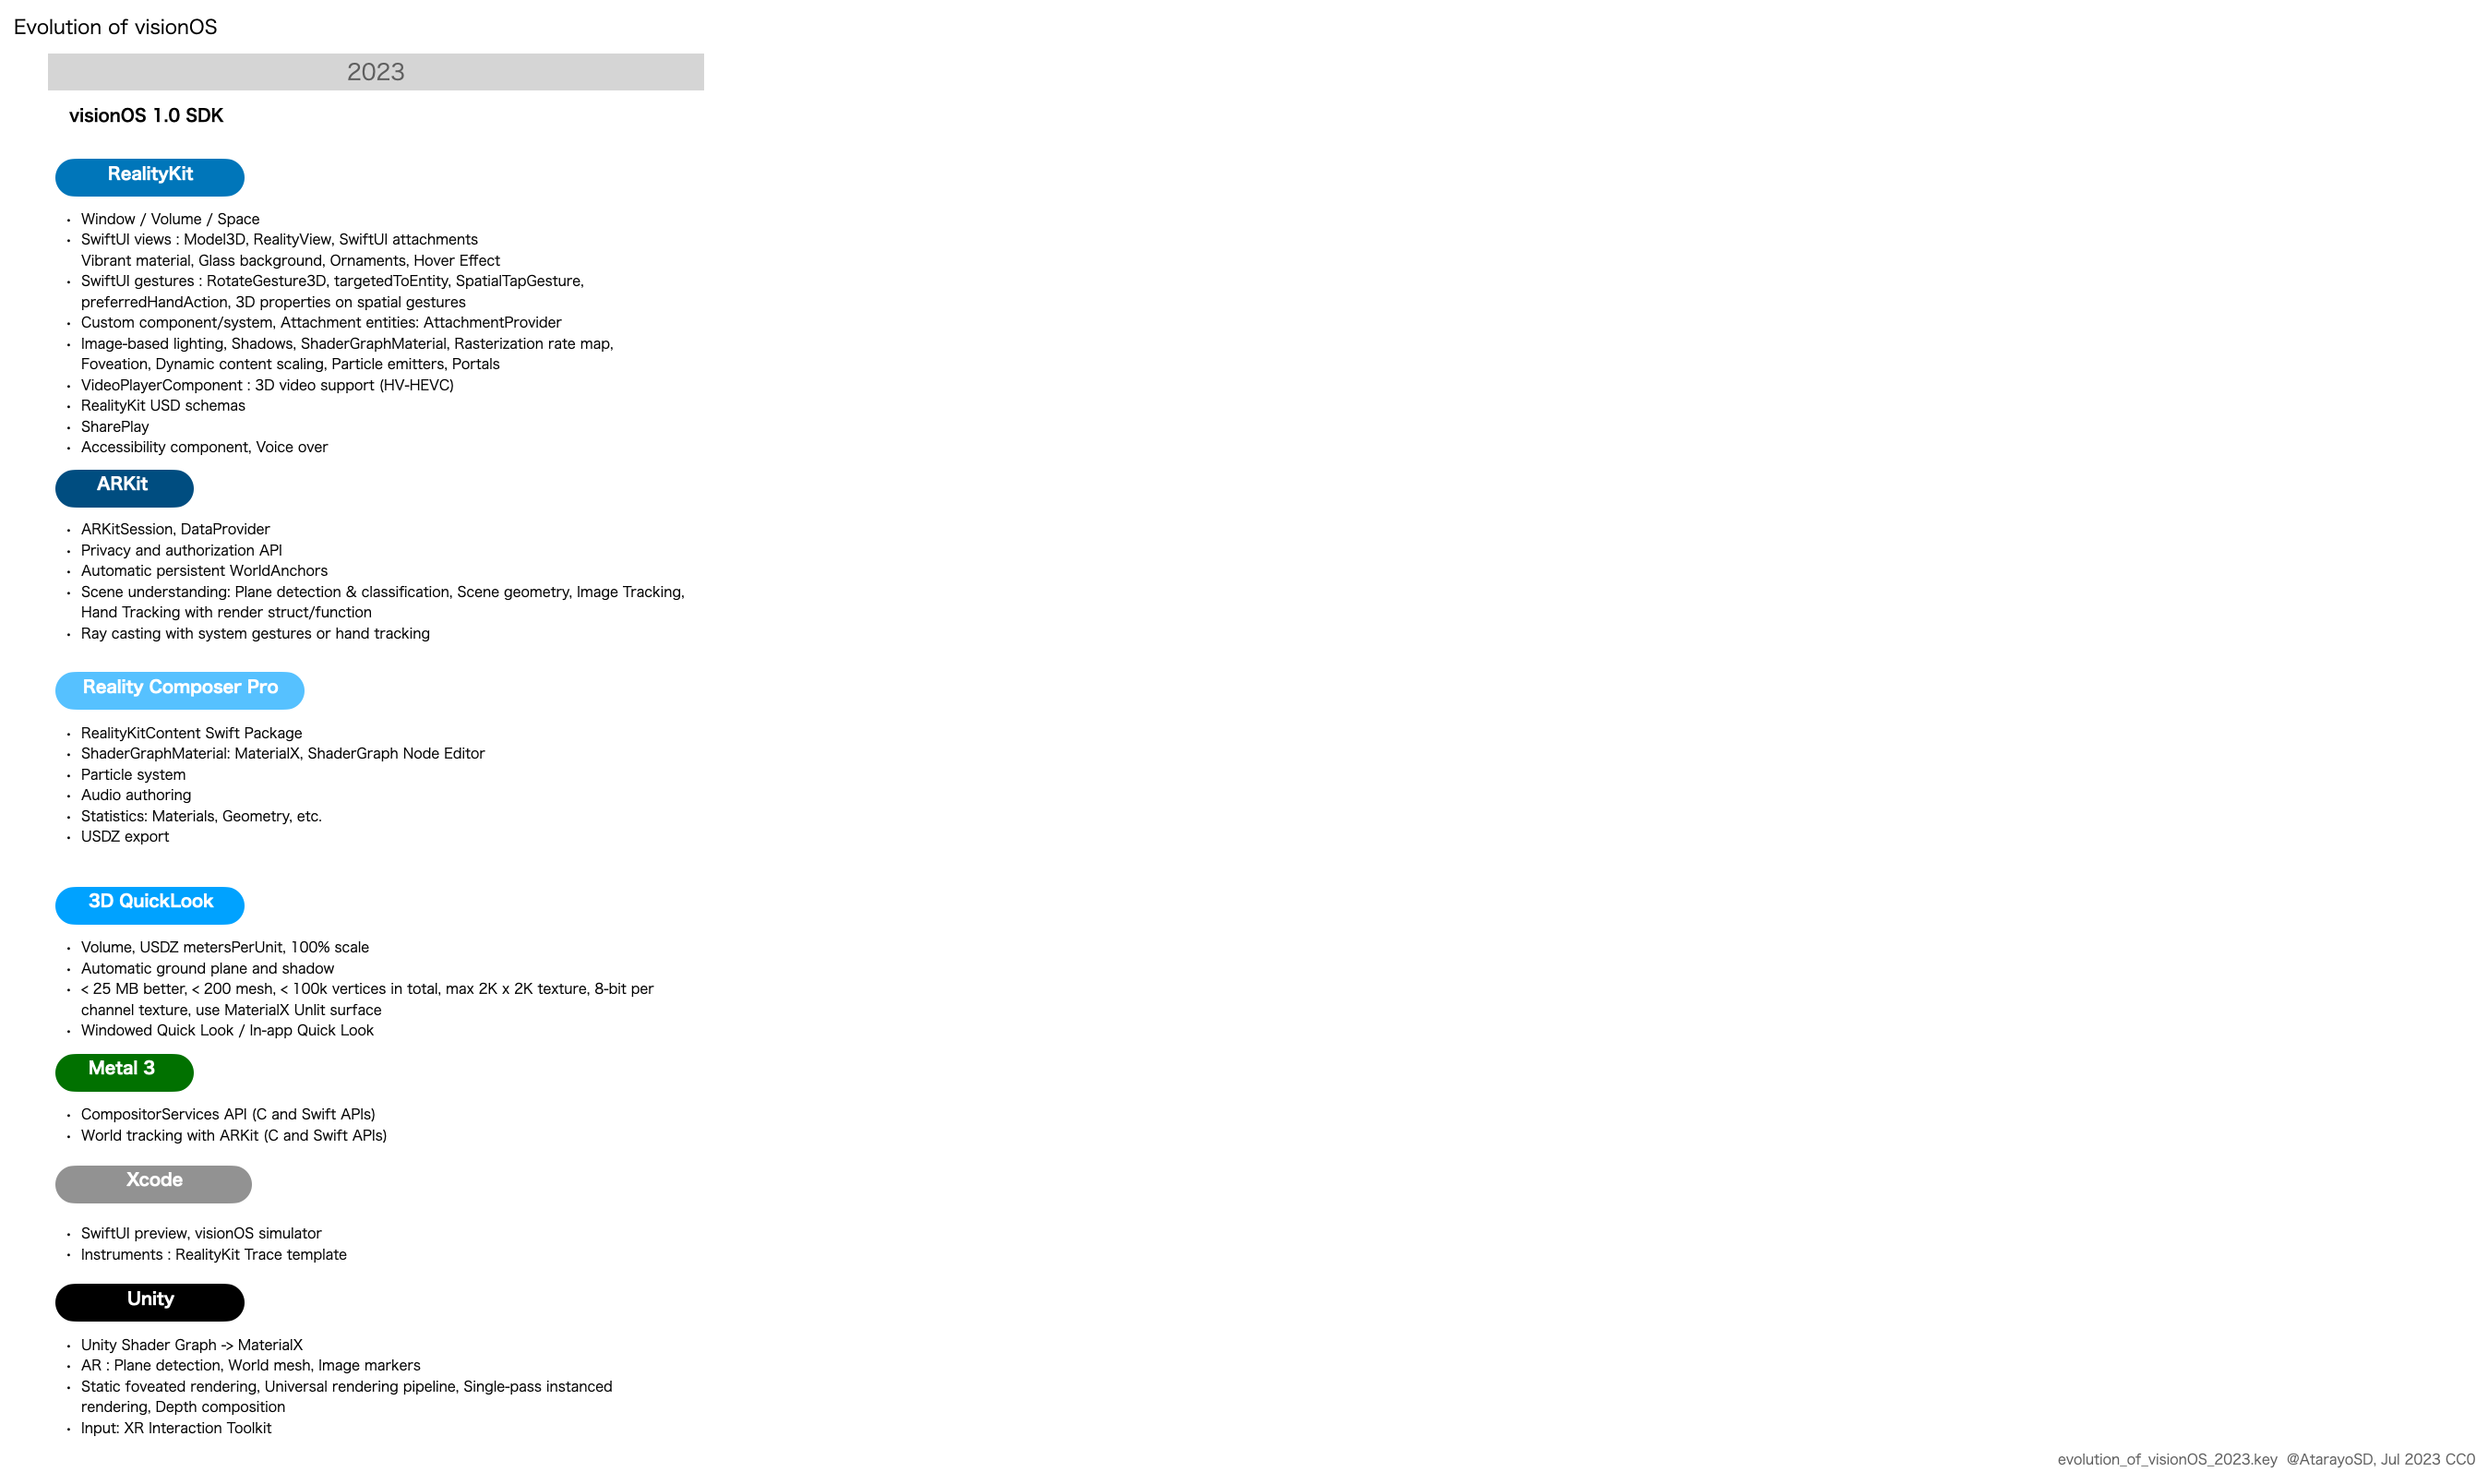 Evolution of visionOS
2023
visionOS 1.0 SDK
RealityKit
• Window / Volume / Space
• SwiftUI views : Model3D, RealityView, SwiftUI attachments
Vibrant material, Glass background, Ornaments, Hover Effect
• SwiftUI gestures : RotateGesture3D, targetedToEntity, SpatialTapGesture,
preferredHandAction, 3D properties on spatial gestures
• Custom component/system, Attachment entities: AttachmentProvider
• Image-based lighting, Shadows, ShaderGraphMaterial, Rasterization rate map,
Foveation, Dynamic content scaling, Particle emitters, Portals
• VideoPlayerComponent : 3D video support (HV-HEVC)
• RealityKit USD schemas
• SharePlay
• Accessibility component, Voice over
ARKit
• ARKitSession, DataProvider
• Privacy and authorization API
• Automatic persistent WorldAnchors
• Scene understanding: Plane detection & classification, Scene geometry, Image Tracking,
Hand Tracking with render struct/function
• Ray casting with system gestures or hand tracking
Reality Composer Pro
• RealityKitContent Swift Package
• ShaderGraphMaterial: MaterialX, ShaderGraph Node Editor
• Particle system
• Audio authoring
• Statistics: Materials, Geometry, etc.
• USDZ export
3D QuickLook
• Volume, USDZ metersPerUnit, 100% scale
• Automatic ground plane and shadow
• < 25 MB better, < 200 mesh, < 100k vertices in total, max 2K x 2K texture, 8-bit per
channel texture, use MaterialX Unlit surface
• Windowed Quick Look / In-app Quick Look
Metal 3
• CompositorServices API (C and Swift APIs)
• World tracking with ARKit (C and Swift APIs)
Xcode
• SwiftUI preview, visionOS simulator
• Instruments : RealityKit Trace template
Unity
• Unity Shader Graph -> MaterialX
• AR : Plane detection, World mesh, Image markers
• Static foveated rendering, Universal rendering pipeline, Single-pass instanced
rendering, Depth composition
• Input: XR Interaction Toolkit
evolution_of_visionOS_2023.key @AtarayoSD, Jul 2023 CC0